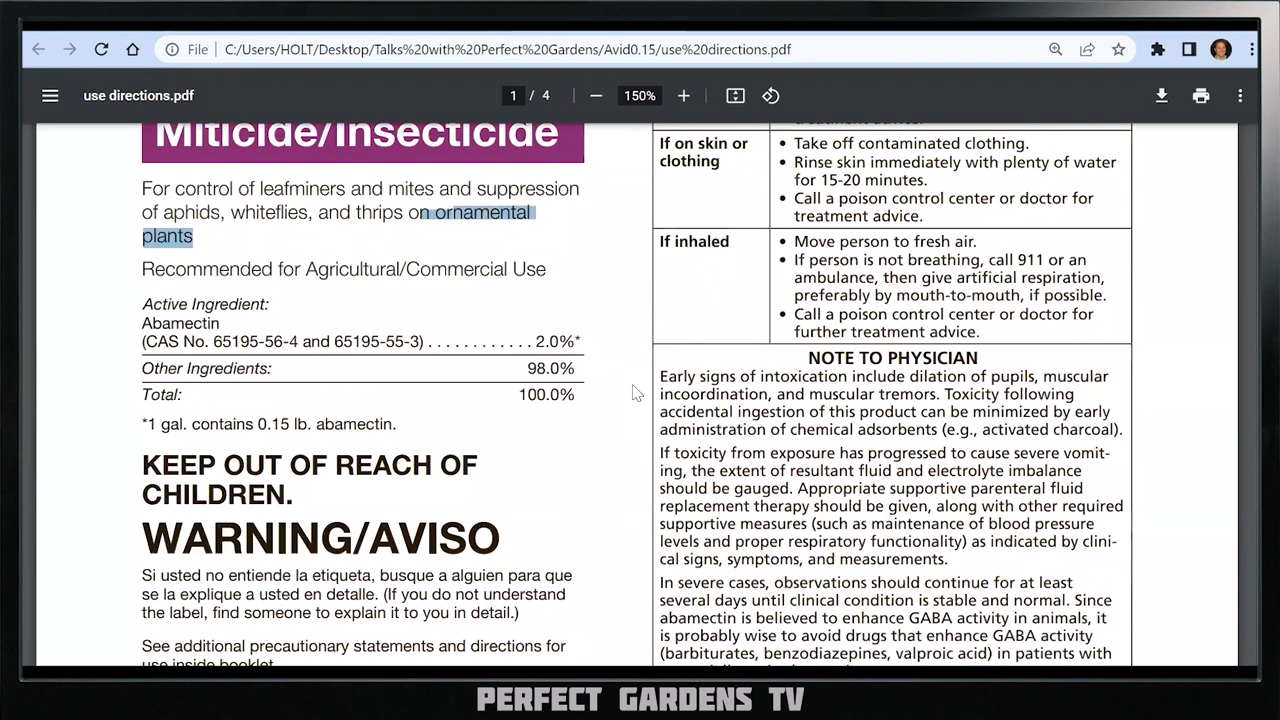 File
C:/Users/HOLT/Desktop/Talks%20with%20Perfect%20Gardens/Avid0.15/use%20directions.pdf
use directions.pdf
1 / 4
150%
Miticide/Insecticide
For control of leafminers and mites and suppression
of aphids, whiteflies, and thrips on ornamental
plants
Recommended for Agricultural/Commercial Use
Active Ingredient:
Abamectin
(CAS No. 65195-56-4 and 65195-55-3) . . . . . . . . . . . . 2.0%*
Other Ingredients: 98.0%
Total: 100.0%
*1 gal. contains 0.15 lb. abamectin.
KEEP OUT OF REACH OF
CHILDREN.
WARNING/AVISO
Si usted no entiende la etiqueta, busque a alguien para que
se la explique a usted en detalle. (If you do not understand
the label, find someone to explain it to you in detail.)
See additional precautionary statements and directions for
use inside booklet.
If on skin or
clothing
• Take off contaminated clothing.
• Rinse skin immediately with plenty of water
for 15-20 minutes.
• Call a poison control center or doctor for
treatment advice.
If inhaled
• Move person to fresh air.
• If person is not breathing, call 911 or an
ambulance, then give artificial respiration,
preferably by mouth-to-mouth, if possible.
• Call a poison control center or doctor for
further treatment advice.
NOTE TO PHYSICIAN
Early signs of intoxication include dilation of pupils, muscular
incoordination, and muscular tremors. Toxicity following
accidental ingestion of this product can be minimized by early
administration of chemical adsorbents (e.g., activated charcoal).
If toxicity from exposure has progressed to cause severe vomit-
ing, the extent of resultant fluid and electrolyte imbalance
should be gauged. Appropriate supportive parenteral fluid
replacement therapy should be given, along with other required
supportive measures (such as maintenance of blood pressure
levels and proper respiratory functionality) as indicated by clini-
cal signs, symptoms, and measurements.
In severe cases, observations should continue for at least
several days until clinical condition is stable and normal. Since
abamectin is believed to enhance GABA activity in animals, it
is probably wise to avoid drugs that enhance GABA activity
(barbiturates, benzodiazepines, valproic acid) in patients with
PERFECT GARDENS TV